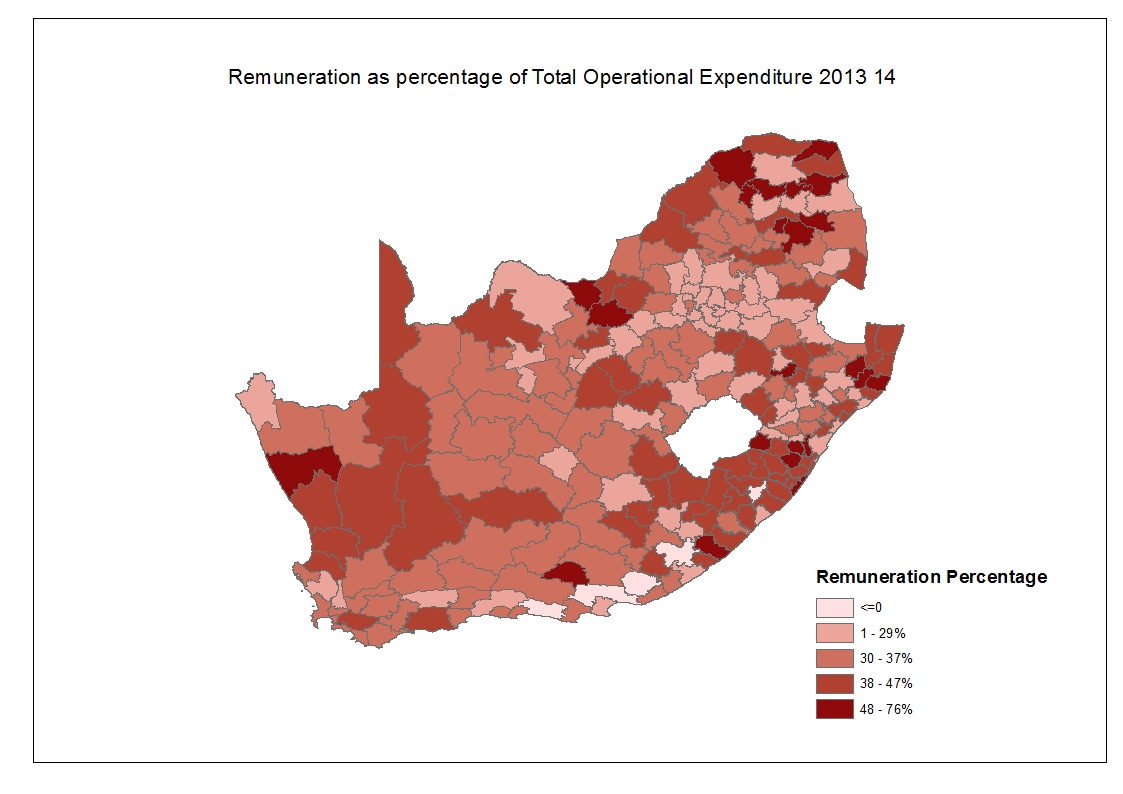 Remuneration as percentage of Total Operational Expenditure 2013 14
Remuneration Percentage
<=0
1 - 29%
30 - 37%
38 - 47%
48 - 76%